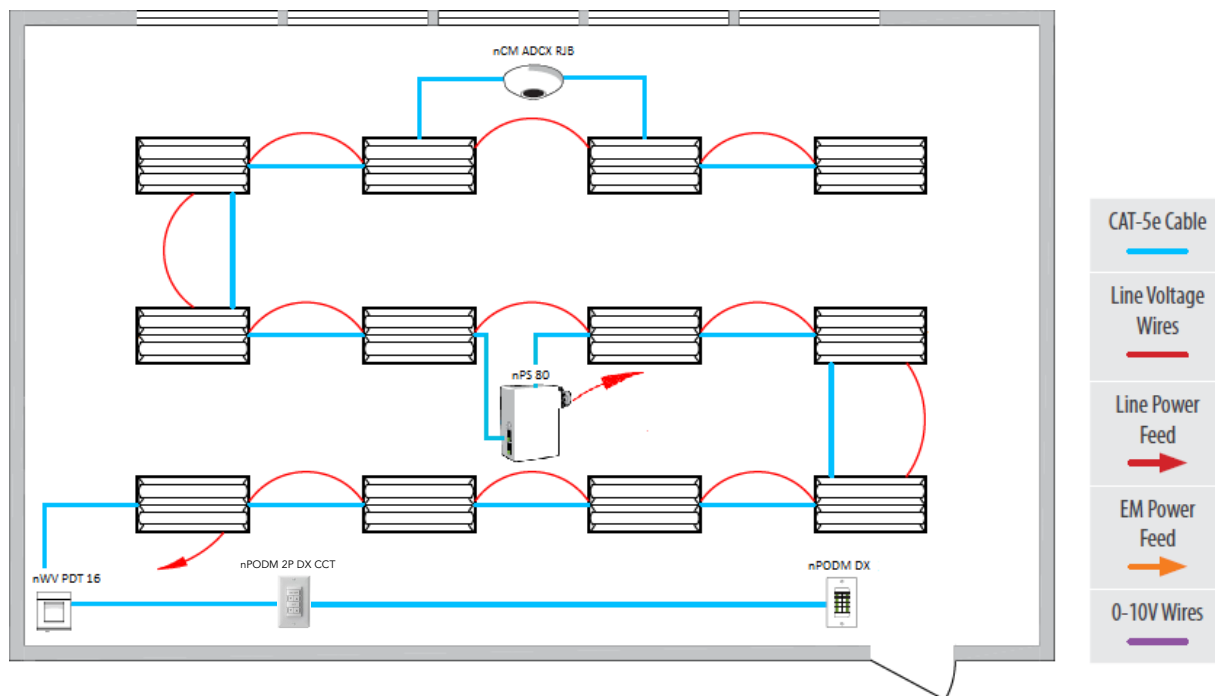 nCM ADCX RJB
nPS 80
nWV PDT 16
nPODM 2P DX CCT
nPODM DX
CAT-5e Cable
Line Voltage
Wires
Line Power
Feed
EM Power
Feed
0-10V Wires